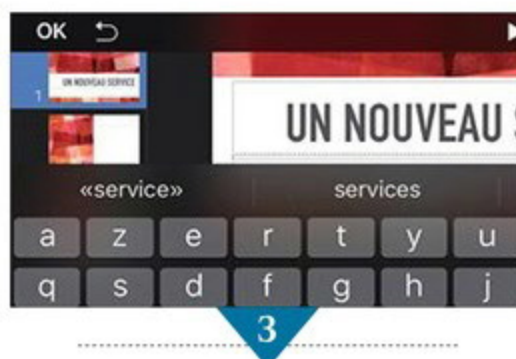 OK
1
UN NOUVEAU SERVICE
UN NOUVEAU
«service» services
a z e r t y u
q s d f g h j
3